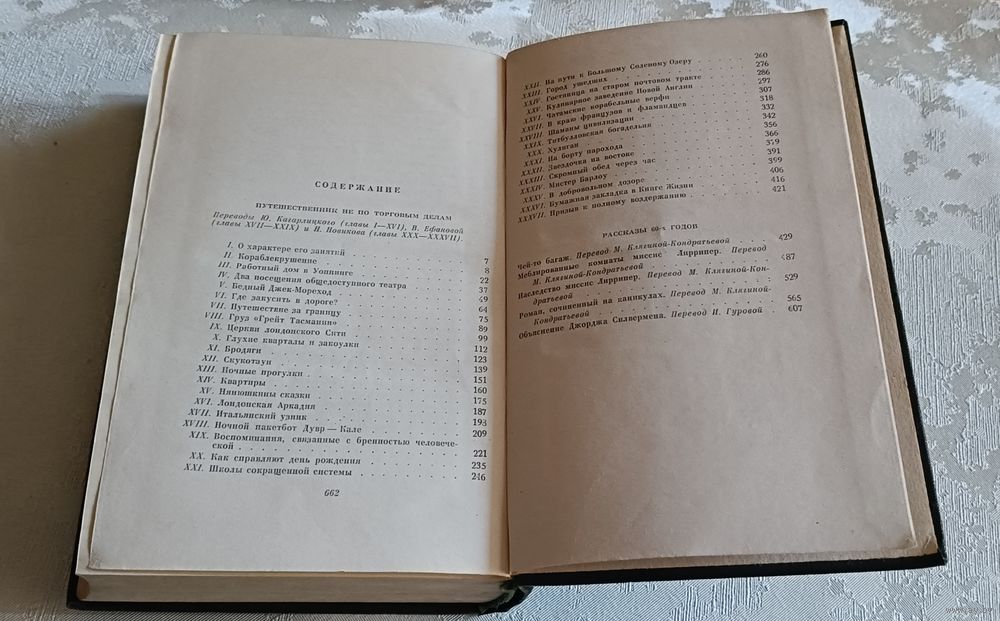 СОДЕРЖАНИЕ
ПУТЕШЕСТВЕННИК НЕ ПО ТОРГОВЫМ ДЕЛАМ
Переводы Ю. Кагарлицкого (главы I—XVI), В. Ефановой
(главы XVII—XXIX) и Н. Новикова (главы XXX—XXXVII).
I. О характере его занятий . . . 7
II. Кораблекрушение . . . 8
III. Работный дом в Уоппинге . . . 22
IV. Два посещения общедоступного театра . . . 37
V. Бедный Джек-Мореход . . . 49
VI. Где закусить в дороге? . . . 64
VII. Путешествие за границу . . . 75
VIII. Груз «Грейт Тасмании» . . . 89
IX. Церкви лондонского Сити . . . 99
X. Глухие кварталы и закоулки . . . 112
XI. Бродяги . . . 123
XII. Скукотаун . . . 139
XIII. Ночные прогулки . . . 151
XIV. Квартиры . . . 160
XV. Нянюшкины сказки . . . 175
XVI. Лондонская Аркадия . . . 187
XVII. Итальянский узник . . . 193
XVIII. Ночной пакетбот Дувр — Кале . . . 209
XIX. Воспоминания, связанные с бренностью человече-
ской . . . 221
XX. Как справляют день рождения . . . 235
XXI. Школы сокращенной системы . . . 246
662
XXII. На пути к Большому Соленому Озеру . . . 260
XXIII. Город ушедших . . . 276
XXIV. Гостиница на старом почтовом тракте . . . 286
XXV. Кулинарное заведение Новой Англии . . . 297
XXVI. Чатамские корабельные верфи . . . 307
XXVII. В краю французов и фламандцев . . . 318
XXVIII. Шаманы цивилизации . . . 332
XXIX. Титбулловская богадельня . . . 342
XXX. Хулиган . . . 356
XXXI. На борту парохода . . . 366
XXXII. Звездочка на востоке . . . 379
XXXIII. Скромный обед через час . . . 391
XXXIV. Мистер Барлоу . . . 399
XXXV. В добровольном дозоре . . . 406
XXXVI. Бумажная закладка в Книге Жизни . . . 416
XXXVII. Призыв к полному воздержанию . . . 421
РАССКАЗЫ 60-х ГОДОВ
Чей-то багаж. Перевод М. Клягиной-Кондратьевой . . . 429
Меблированные комнаты миссис Лиррипер. Перевод
М. Клягиной-Кондратьевой . . . 487
Наследство миссис Лиррипер. Перевод М. Клягиной-Кон-
дратьевой . . . 529
Роман, сочиненный на каникулах. Перевод М. Клягиной-
Кондратьевой . . . 565
Объяснение Джорджа Силвермена. Перевод И. Гуровой . 607